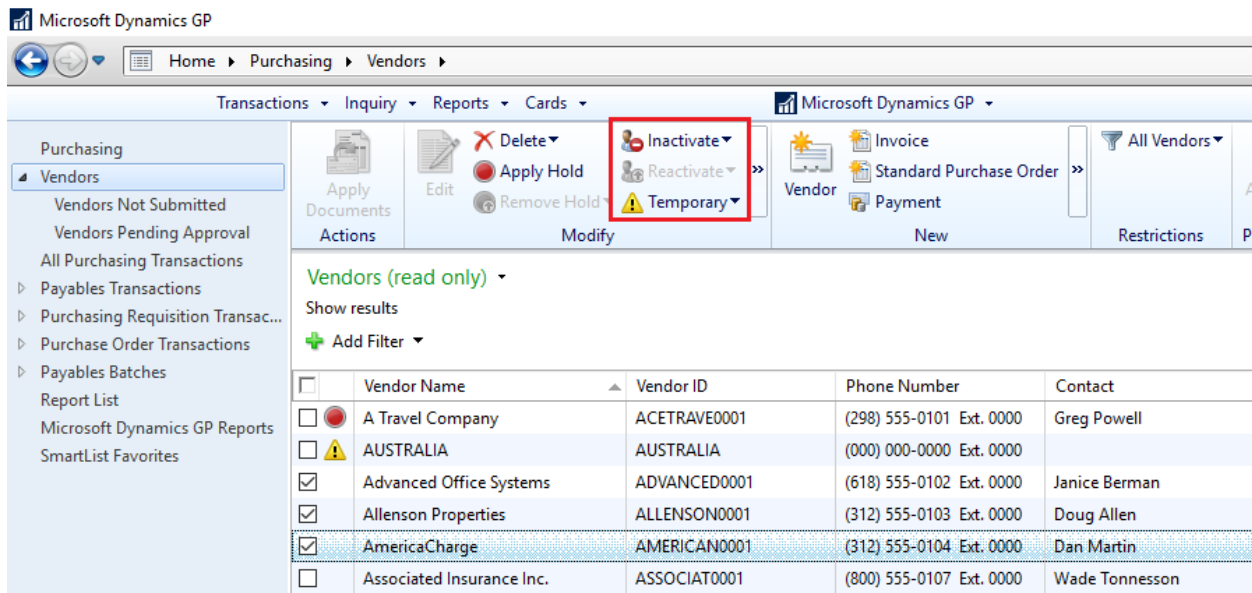 Microsoft Dynamics GP
Home Purchasing Vendors
Transactions Inquiry Reports Cards Microsoft Dynamics GP
Purchasing
Vendors
Vendors Not Submitted
Vendors Pending Approval
All Purchasing Transactions
Payables Transactions
Purchasing Requisition Transac...
Purchase Order Transactions
Payables Batches
Report List
Microsoft Dynamics GP Reports
SmartList Favorites
Apply Documents
Actions
Edit
Delete
Apply Hold
Remove Hold
Inactivate
Reactivate
Temporary
»
Modify
Vendor
Invoice
Standard Purchase Order
Payment
»
New
All Vendors
Restrictions
Vendors (read only)
Show results
Add Filter
Vendor Name Vendor ID Phone Number Contact
A Travel Company ACETRAVE0001 (298) 555-0101 Ext. 0000 Greg Powell
AUSTRALIA AUSTRALIA (000) 000-0000 Ext. 0000
Advanced Office Systems ADVANCED0001 (618) 555-0102 Ext. 0000 Janice Berman
Allenson Properties ALLENSON0001 (312) 555-0103 Ext. 0000 Doug Allen
AmericaCharge AMERICAN0001 (312) 555-0104 Ext. 0000 Dan Martin
Associated Insurance Inc. ASSOCIAT0001 (800) 555-0107 Ext. 0000 Wade Tonnesson